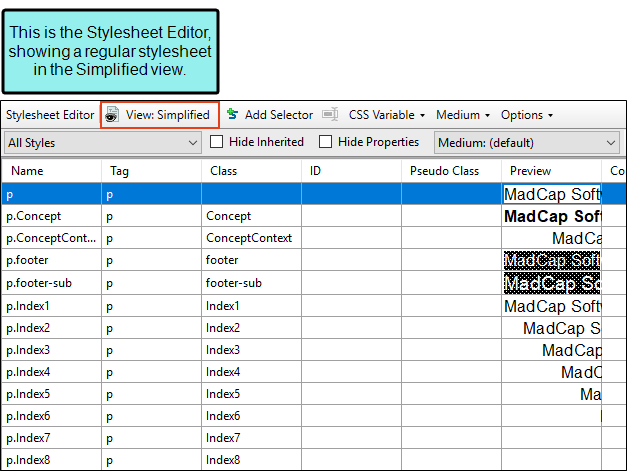 This is the Stylesheet Editor,
showing a regular stylesheet
in the Simplified view.
Stylesheet Editor View: Simplified Add Selector CSS Variable Medium Options
All Styles Hide Inherited Hide Properties Medium: (default)
Name Tag Class ID Pseudo Class Preview Co
p p MadCap Soft
p.Concept p Concept MadCap Sof
p.ConceptCont... p ConceptContext MadCa
p.footer p footer MadCap Soft
p.footer-sub p footer-sub MadCap So
p.Index1 p Index1 MadCap Soft
p.Index2 p Index2 MadCap S
p.Index3 p Index3 MadCap
p.Index4 p Index4 MadC
p.Index5 p Index5 Ma
p.Index6 p Index6
p.Index7 p Index7
p.Index8 p Index8